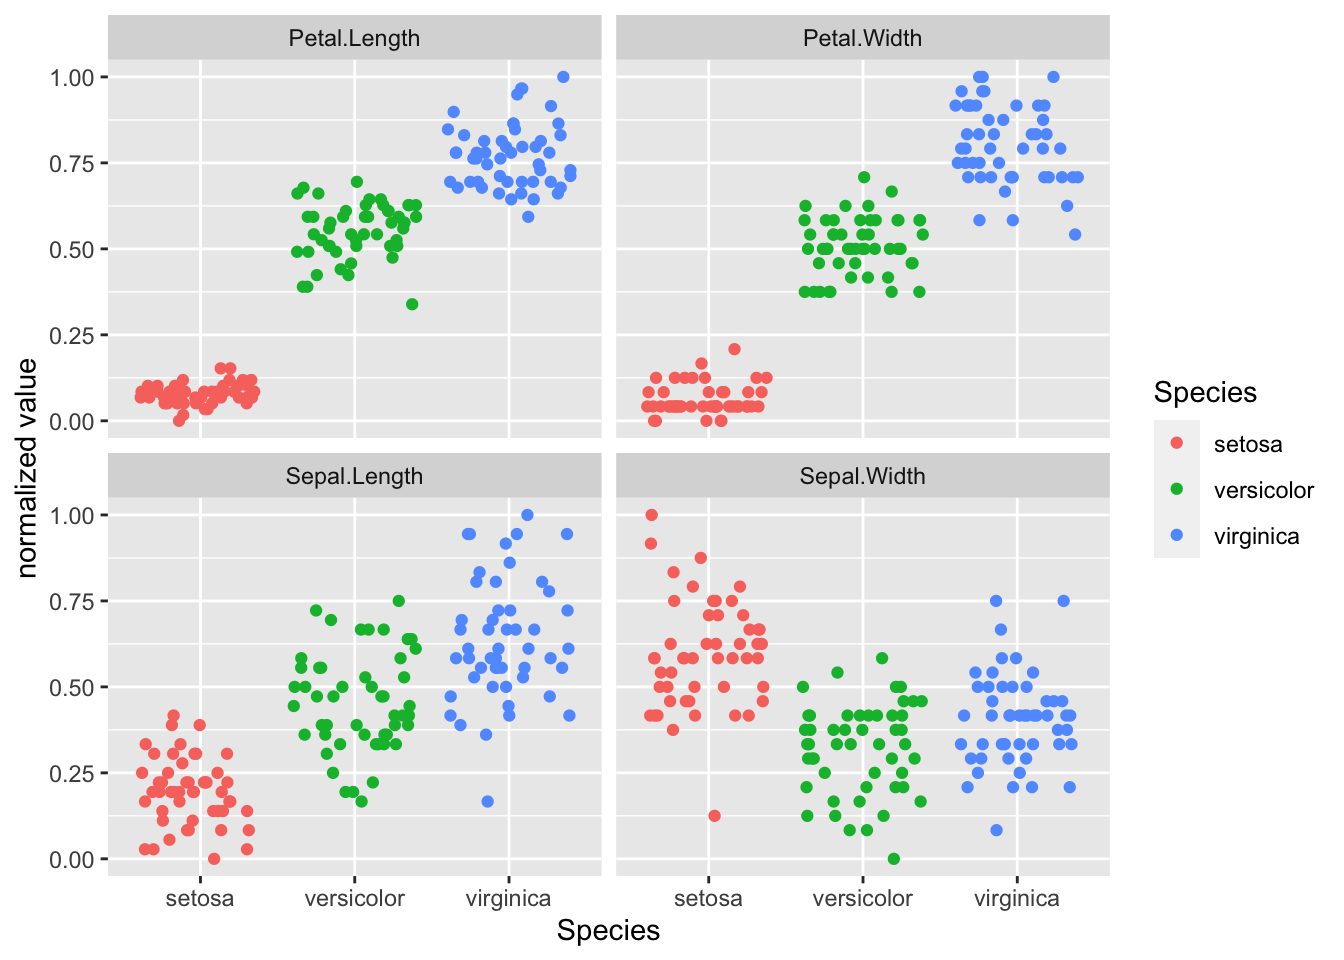 Petal.Length
Petal.Width
1.00
0.75
0.50
0.25
0.00
Sepal.Length
Sepal.Width
1.00
0.75
0.50
0.25
0.00
setosa
versicolor
virginica
setosa
versicolor
virginica
Species
normalized value
Species
setosa
versicolor
virginica